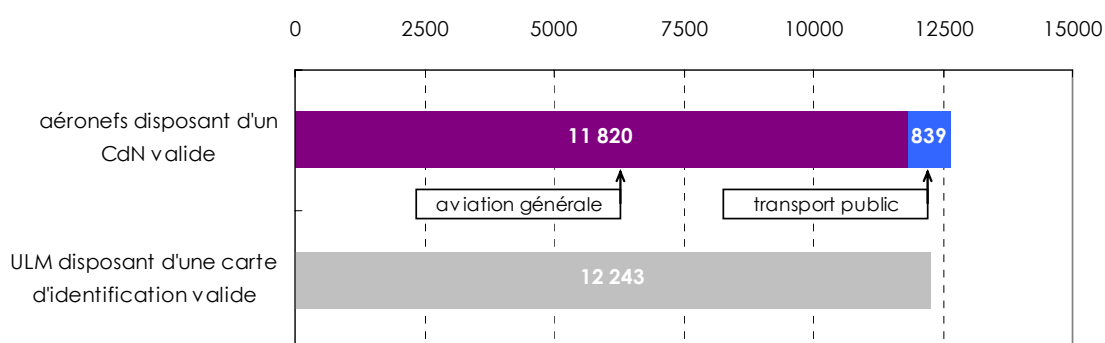 0 2500 5000 7500 10000 12500 15000
aéronefs disposant d'un
CdN valide
11 820 839
aviation générale transport public
ULM disposant d'une carte
d'identification valide
12 243